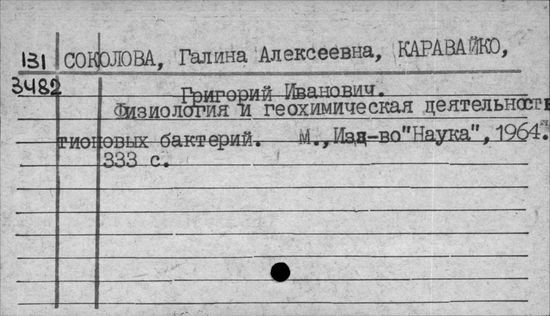 131 СОКОЛОВА, Галина Алексеевна, КАРАВАЙКО,
3482 Григорий Иванович.
Физиология и геохимическая деятельность
тионовых бактерий. М., Изд-во "Наука", 1964.
333 с.